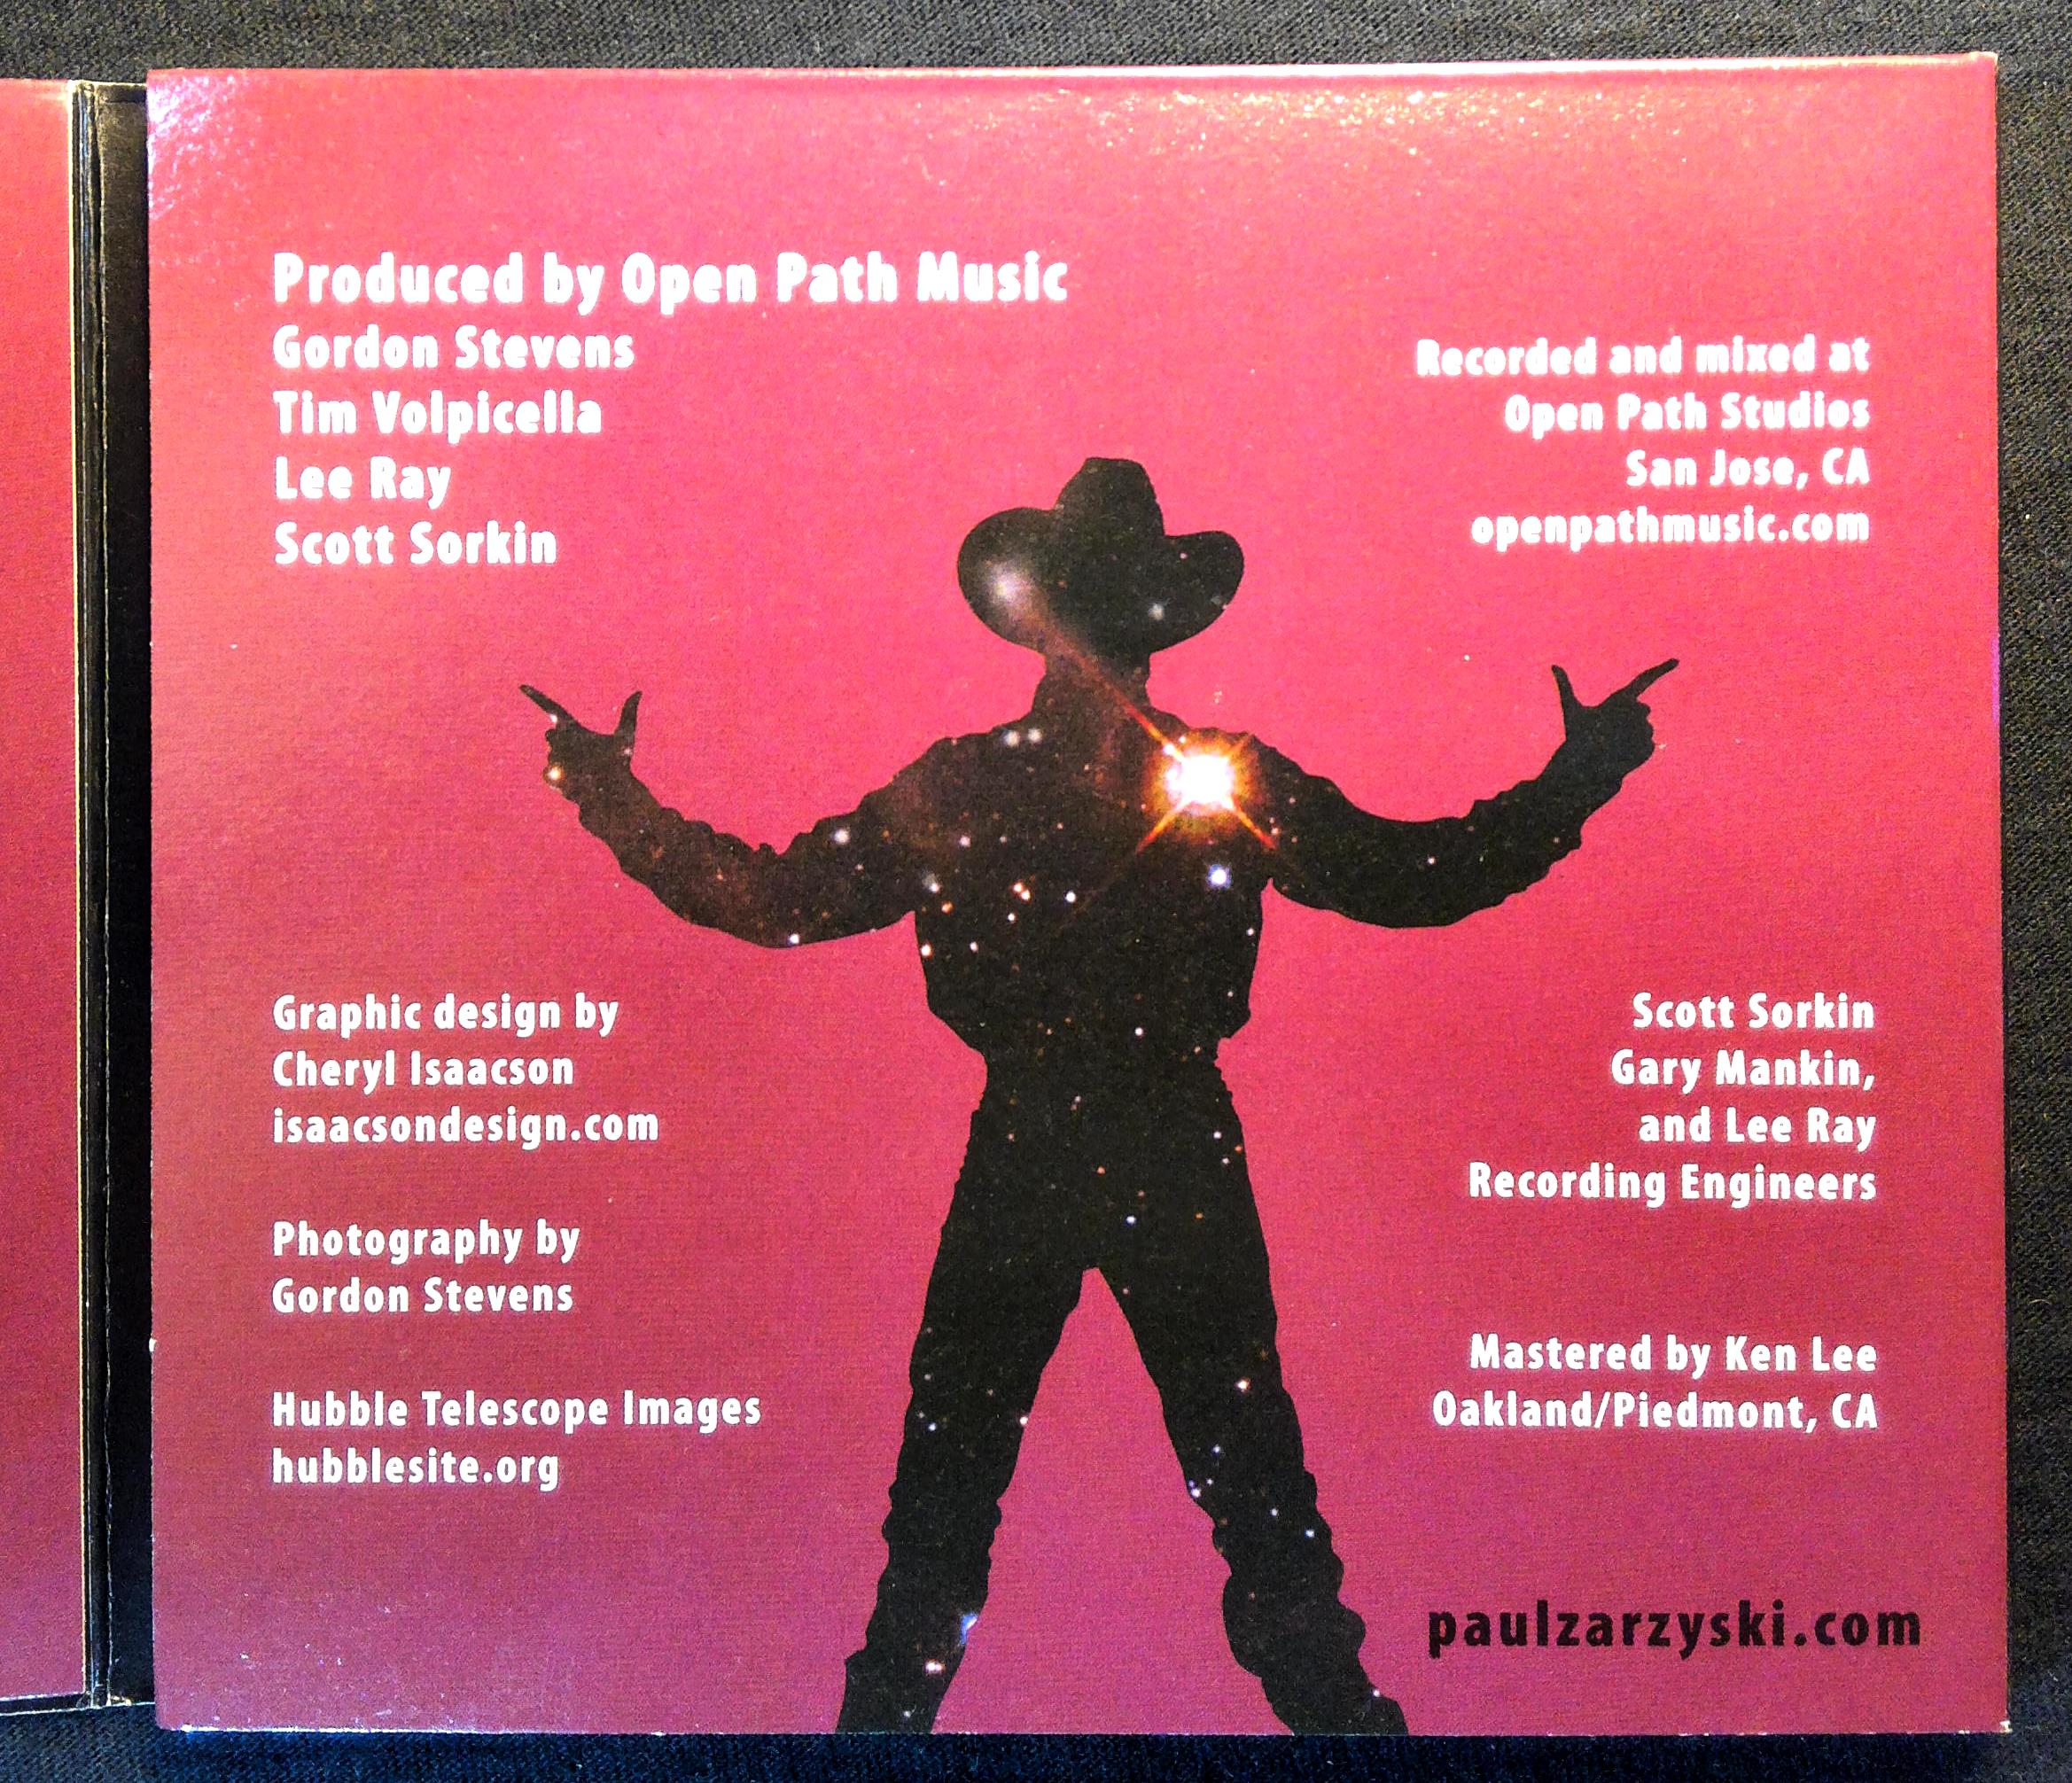 Produced by Open Path Music
Gordon Stevens
Tim Volpicella
Lee Ray
Scott Sorkin
Recorded and mixed at
Open Path Studios
San Jose, CA
openpathmusic.com
Graphic design by
Cheryl Isaacson
isaacsondesign.com
Photography by
Gordon Stevens
Hubble Telescope Images
hubblesite.org
Scott Sorkin
Gary Mankin,
and Lee Ray
Recording Engineers
Mastered by Ken Lee
Oakland/Piedmont, CA
paulzarzyski.com